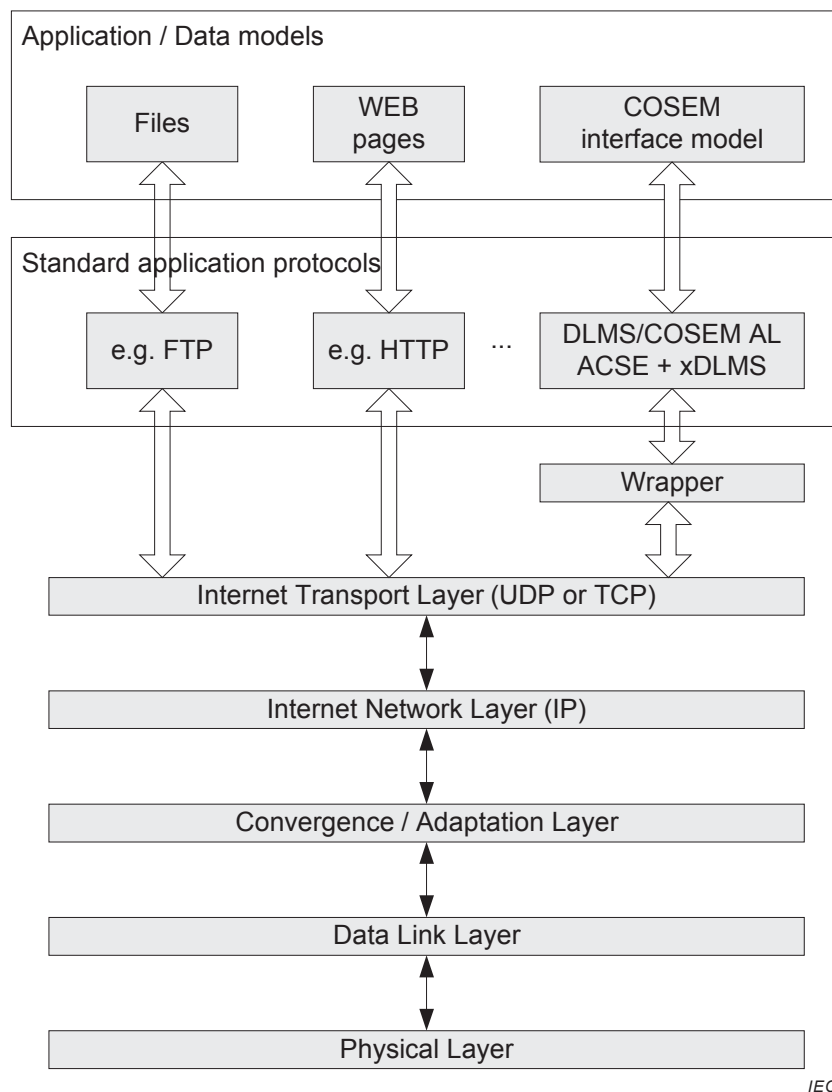 Application / Data models
Files
WEB
pages
COSEM
interface model
Standard application protocols
e.g. FTP
e.g. HTTP
...
DLMS/COSEM AL
ACSE + xDLMS
Wrapper
Internet Transport Layer (UDP or TCP)
Internet Network Layer (IP)
Convergence / Adaptation Layer
Data Link Layer
Physical Layer
IEC